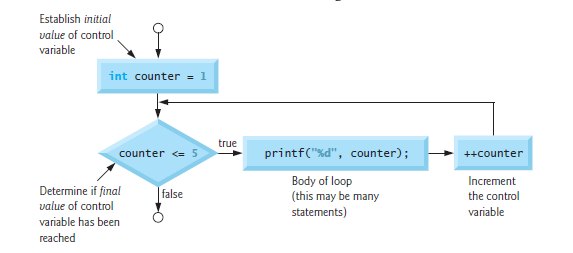 Establish initial
value of control
variable
int counter = 1
counter <= 5
true
printf("%d", counter);
++counter
Body of loop
(this may be many
statements)
Increment
the control
variable
Determine if final
value of control
variable has been
reached
false